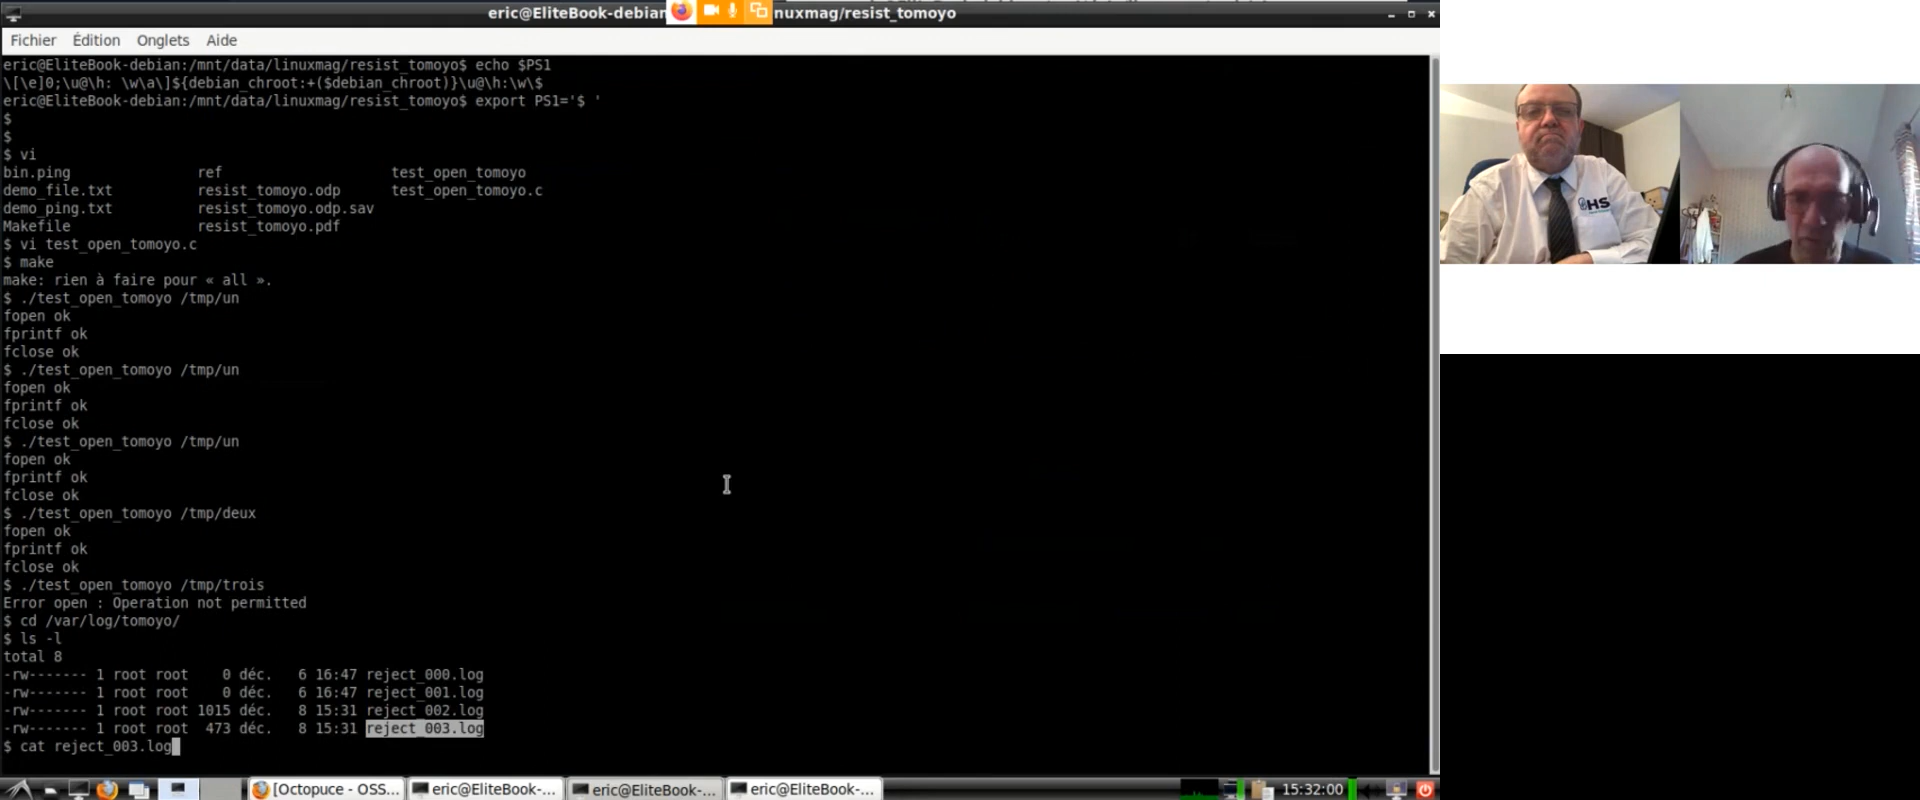 eric@EliteBook-debian
nuxmag/resist_tomoyo
Fichier Édition Onglets Aide
eric@EliteBook-debian:/mnt/data/linuxmag/resist_tomoyo$ echo $PS1
\[\e]0;\u@\h: \w\a\]${debian_chroot:+($debian_chroot)}\u@\h:\w\$
eric@EliteBook-debian:/mnt/data/linuxmag/resist_tomoyo$ export PS1='$ '
$
$
$ vi
bin.ping ref test_open_tomoyo
demo_file.txt resist_tomoyo.odp test_open_tomoyo.c
demo_ping.txt resist_tomoyo.odp.sav
Makefile resist_tomoyo.pdf
$ vi test_open_tomoyo.c
$ make
make: rien à faire pour « all ».
$ ./test_open_tomoyo /tmp/un
fopen ok
fprintf ok
fclose ok
$ ./test_open_tomoyo /tmp/un
fopen ok
fprintf ok
fclose ok
$ ./test_open_tomoyo /tmp/un
fopen ok
fprintf ok
fclose ok
$ ./test_open_tomoyo /tmp/deux
fopen ok
fprintf ok
fclose ok
$ ./test_open_tomoyo /tmp/trois
Error open : Operation not permitted
$ cd /var/log/tomoyo/
$ ls -l
total 8
-rw------- 1 root root 0 déc. 6 16:47 reject_000.log
-rw------- 1 root root 0 déc. 6 16:47 reject_001.log
-rw------- 1 root root 1015 déc. 8 15:31 reject_002.log
-rw------- 1 root root 473 déc. 8 15:31 reject_003.log
$ cat reject_003.log
[Octopuce - OSS... eric@EliteBook-... eric@EliteBook-... eric@EliteBook-... 15:32:00
HS